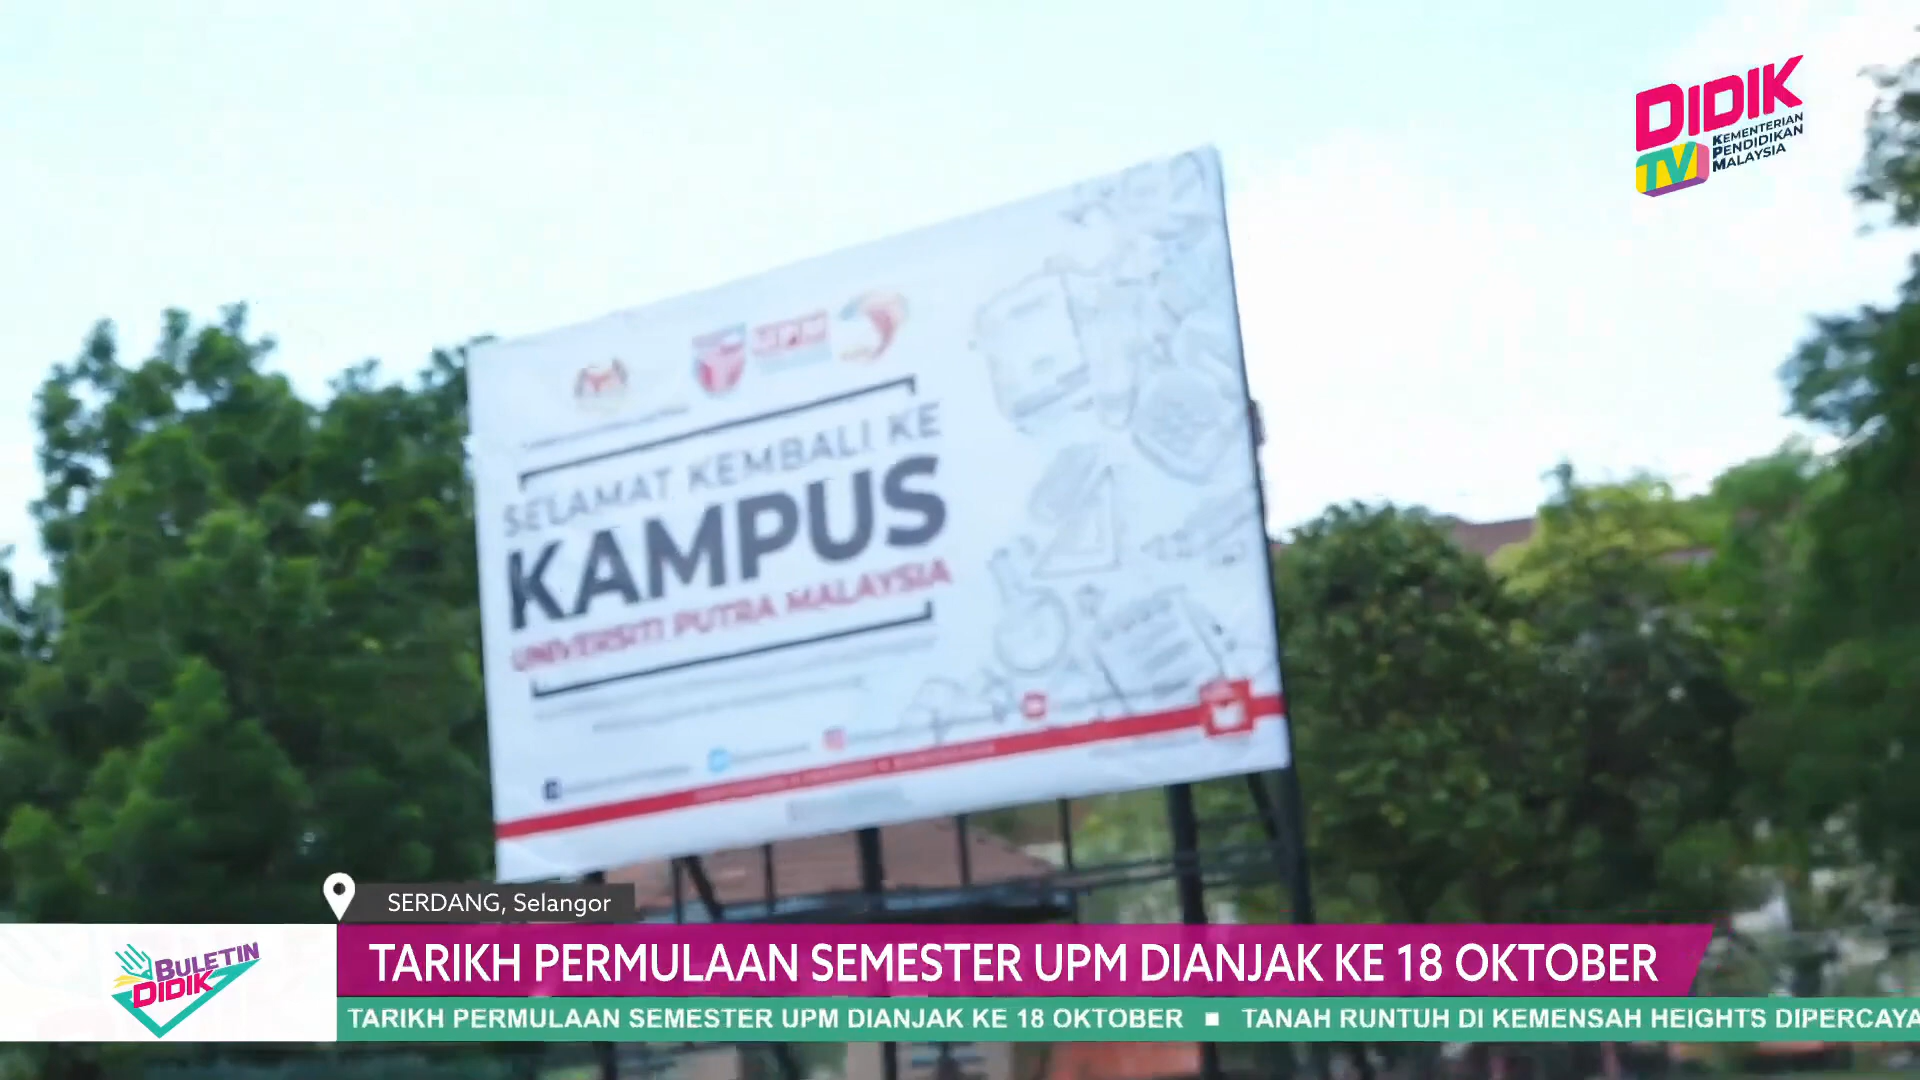 DIDIK
TV
KEMENTERIAN
PENDIDIKAN
MALAYSIA
UPM
SELAMAT KEMBALI KE
KAMPUS
UNIVERSITI PUTRA MALAYSIA
SERDANG, Selangor
BULETIN
DIDIK
TARIKH PERMULAAN SEMESTER UPM DIANJAK KE 18 OKTOBER
TARIKH PERMULAAN SEMESTER UPM DIANJAK KE 18 OKTOBER ■ TANAH RUNTUH DI KEMENSAH HEIGHTS DIPERCAYA